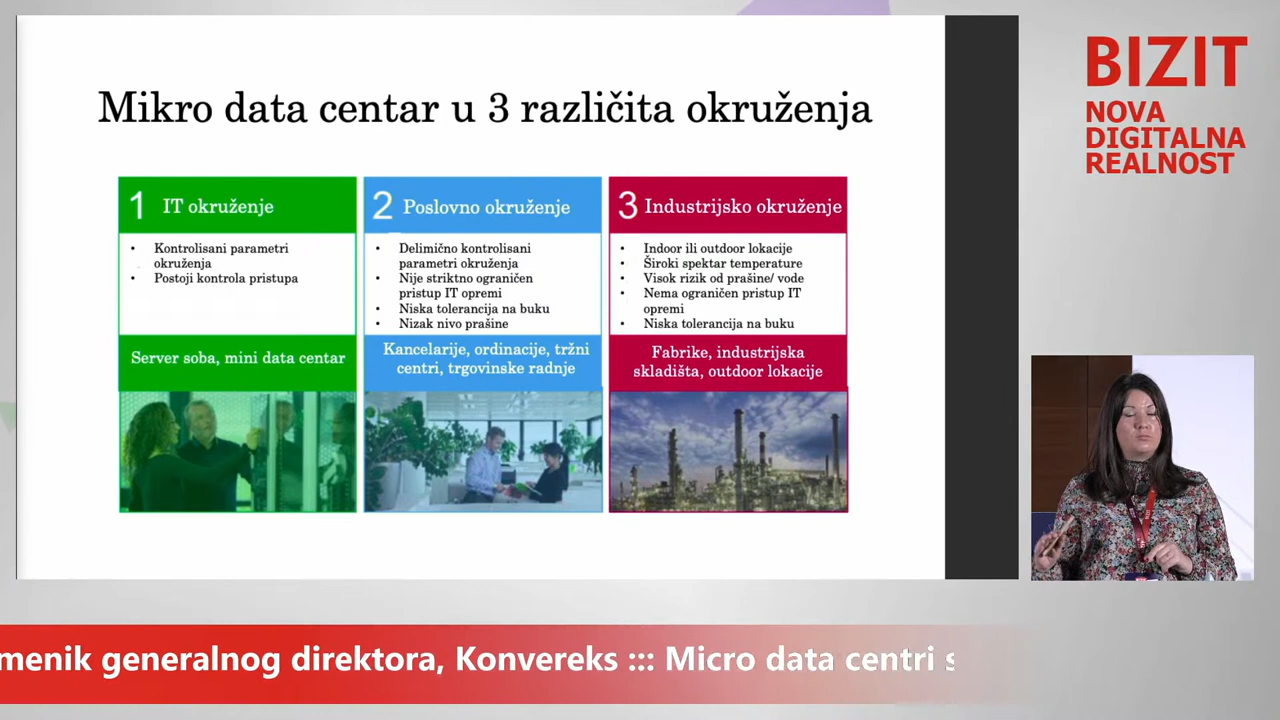 Mikro data centar u 3 različita okruženja
1 IT okruženje
• Kontrolisani parametri
okruženja
• Postoji kontrola pristupa
Server soba, mini data centar
2 Poslovno okruženje
• Delimično kontrolisani
parametri okruženja
• Nije striktno ograničen
pristup IT opremi
• Niska tolerancija na buku
• Nizak nivo prašine
Kancelarije, ordinacije, tržni
centri, trgovinske radnje
3 Industrijsko okruženje
• Indoor ili outdoor lokacije
• Široki spektar temperature
• Visok rizik od prašine/ vode
• Nema ograničen pristup IT
opremi
• Niska tolerancija na buku
Fabrike, industrijska
skladišta, outdoor lokacije
BIZIT
NOVA
DIGITALNA
REALNOST
menik generalnog direktora, Konvereks ::: Micro data centri s